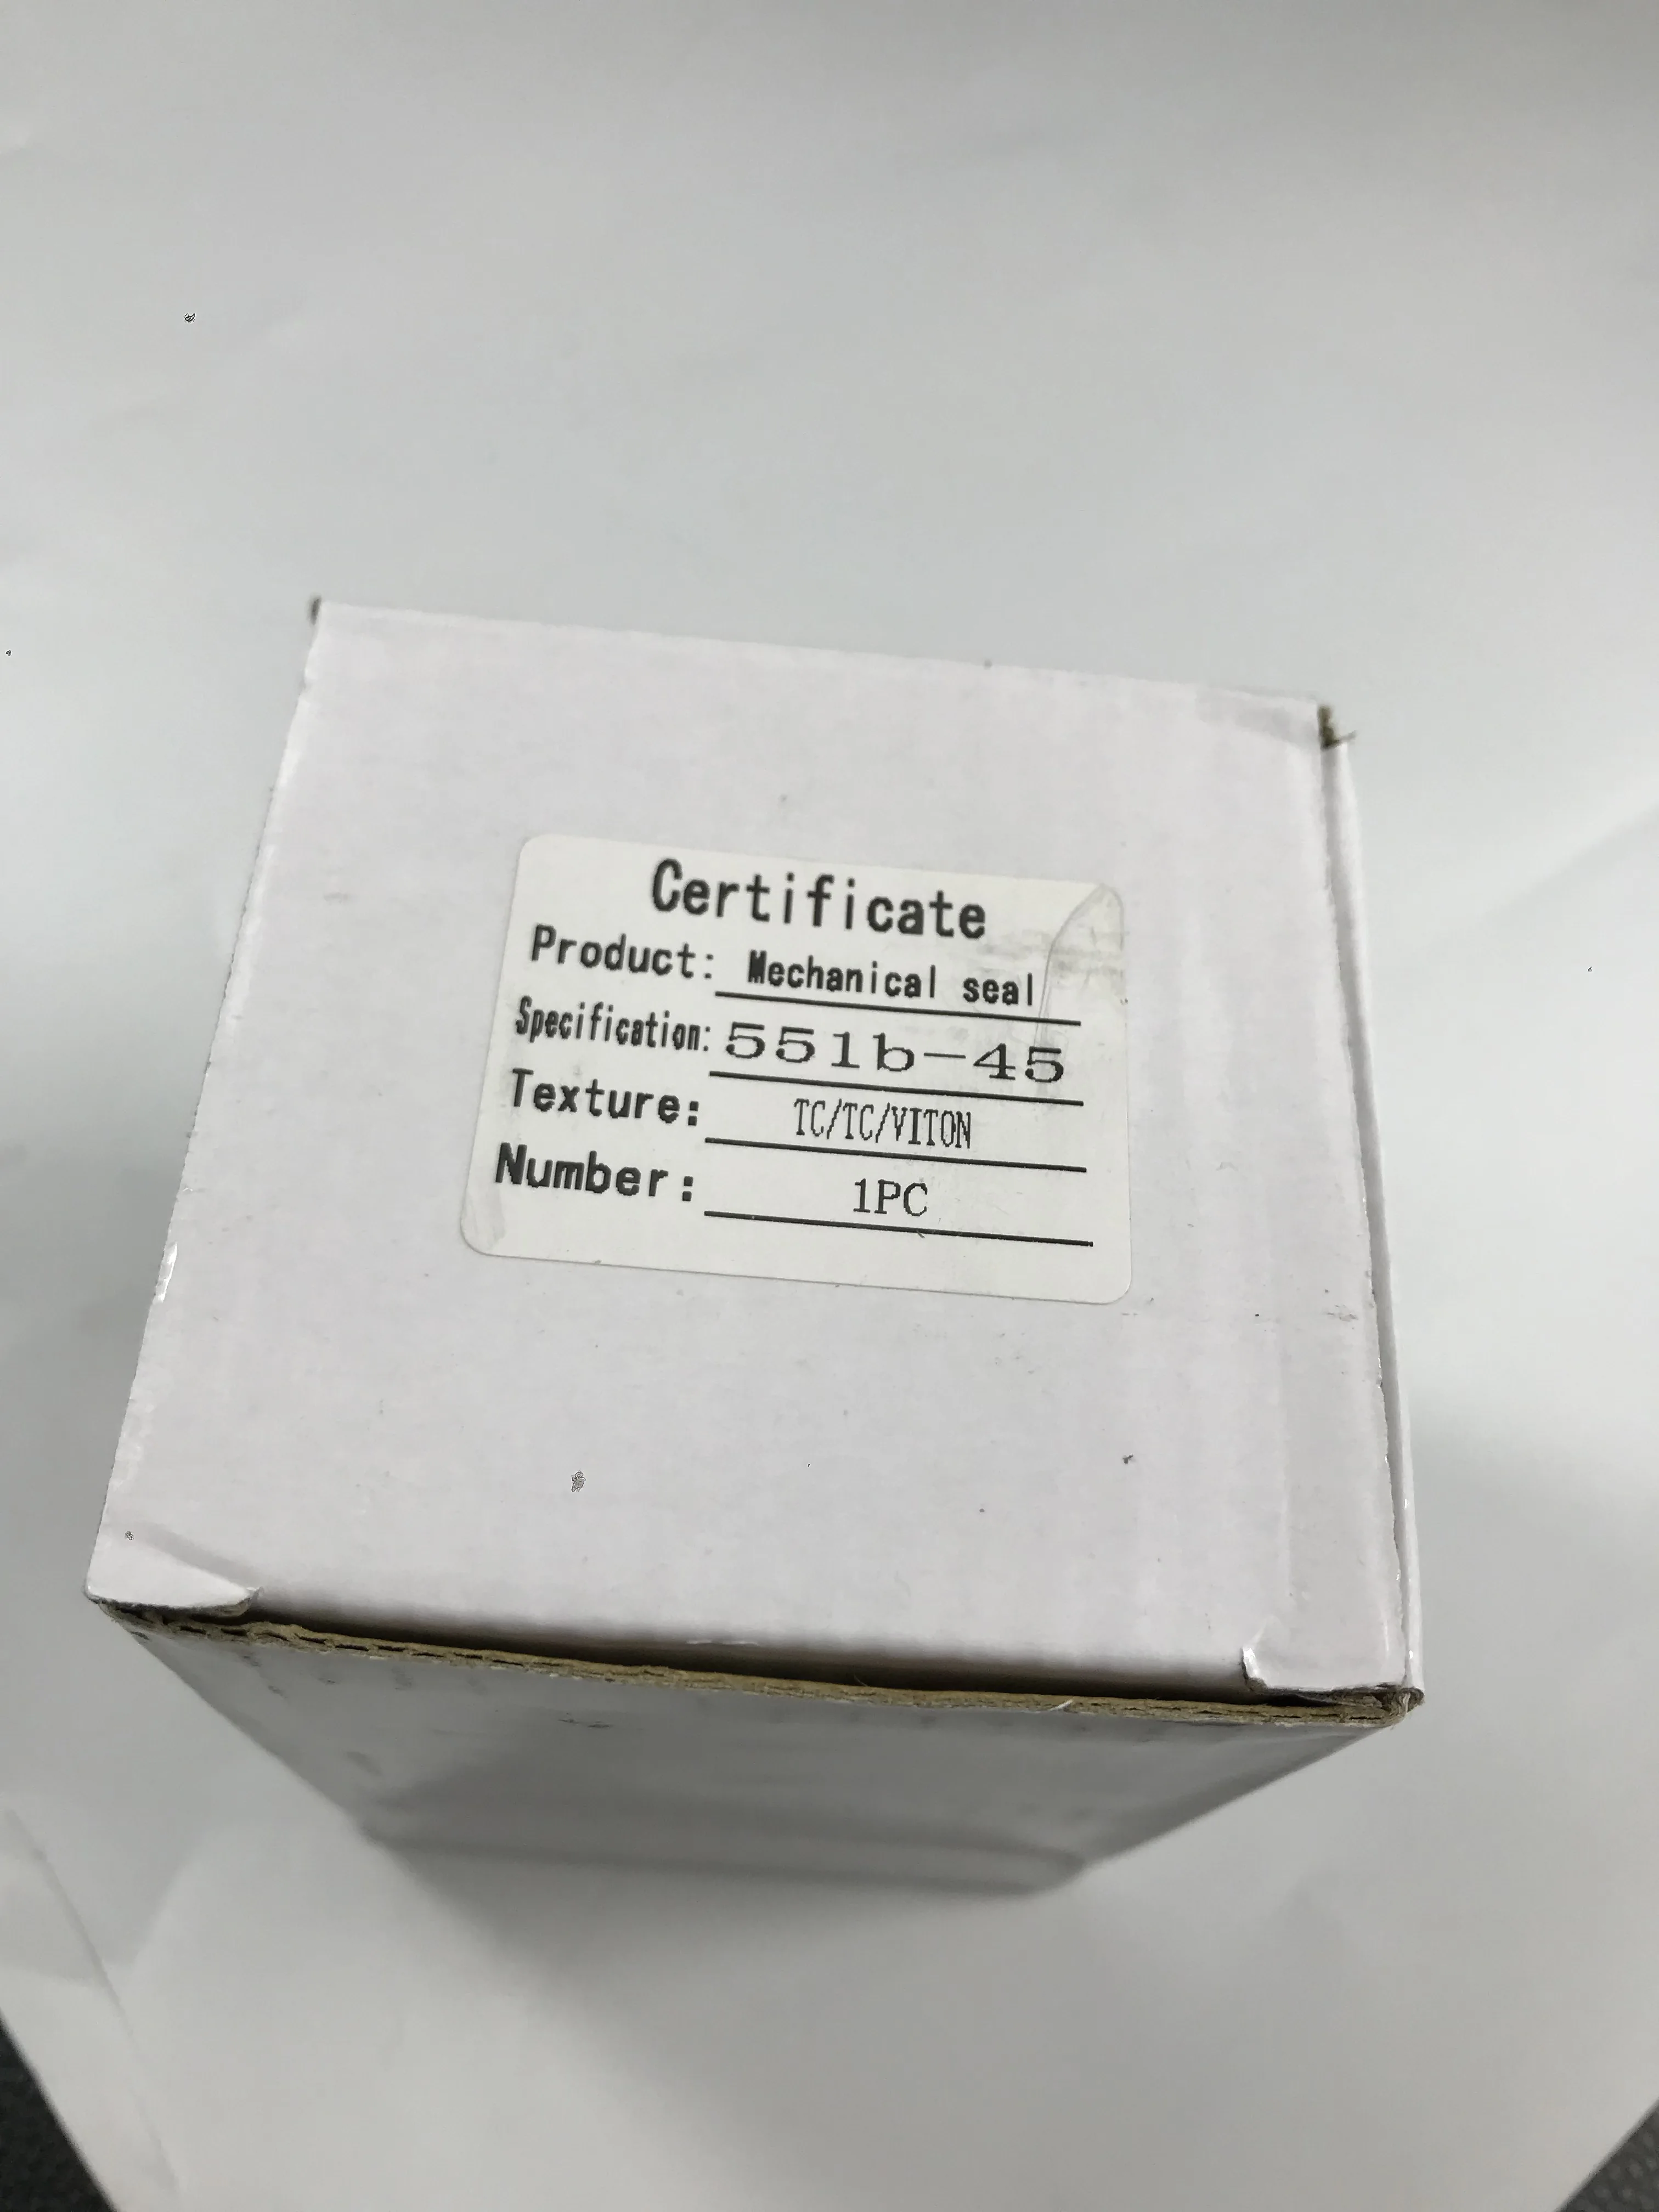 Certificate
Product: Mechanical seal
Specification: 551b-45
Texture: TC/TC/VITON
Number: 1PC